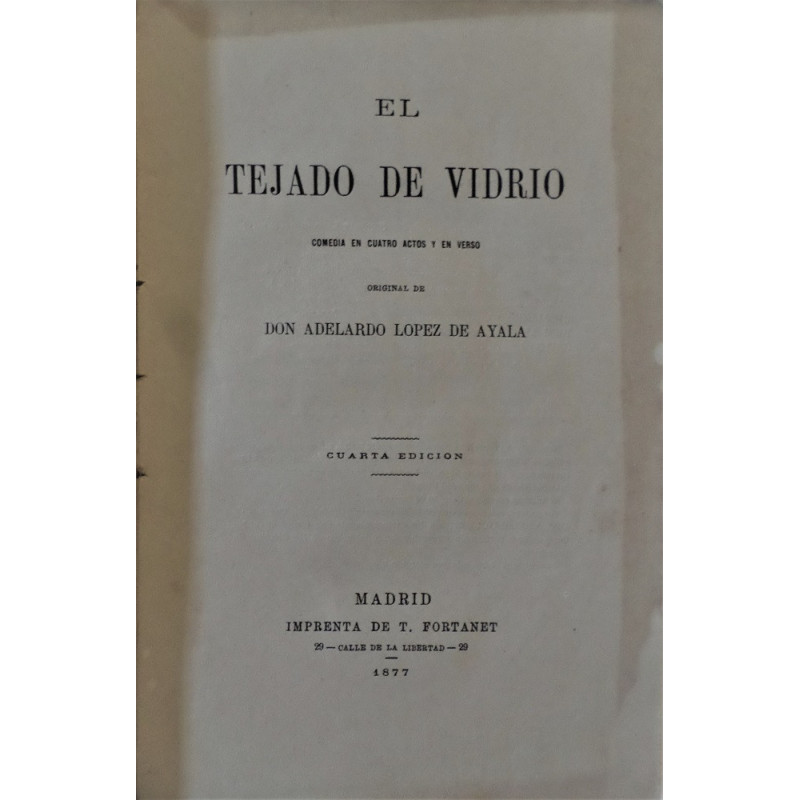 EL
TEJADO DE VIDRIO
COMEDIA EN CUATRO ACTOS Y EN VERSO
ORIGINAL DE
DON ADELARDO LOPEZ DE AYALA
CUARTA EDICION
MADRID
IMPRENTA DE T. FORTANET
29 — CALLE DE LA LIBERTAD — 29
1877